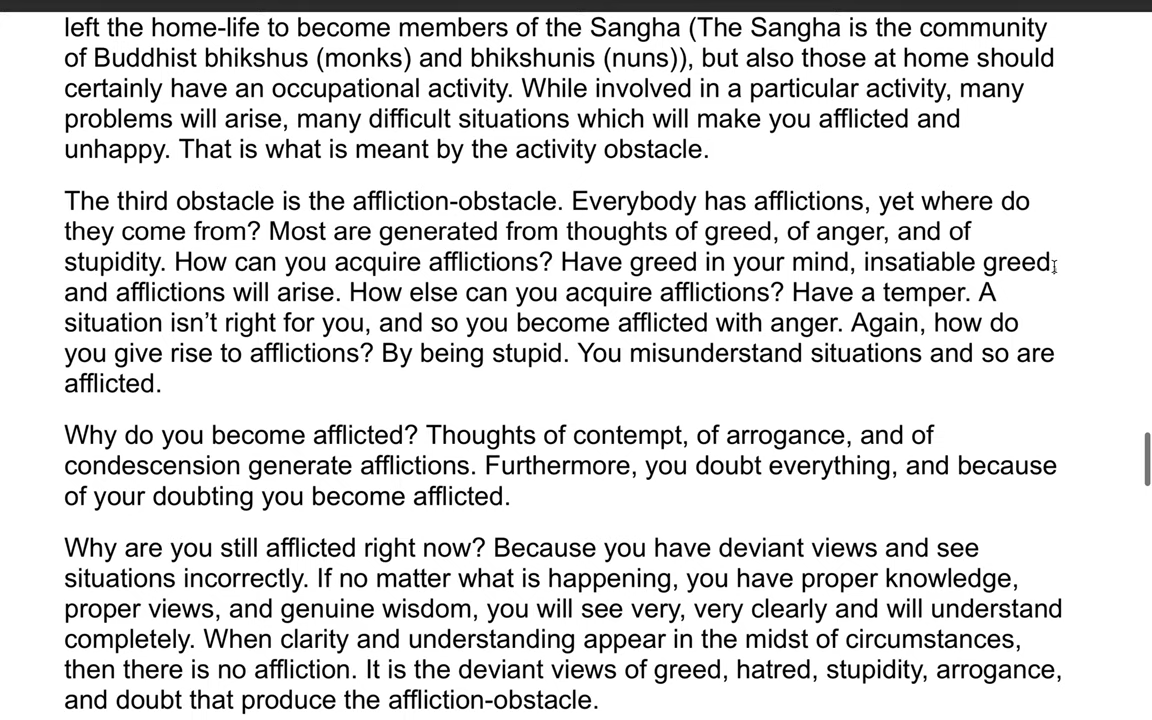 left the home-life to become members of the Sangha (The Sangha is the community
of Buddhist bhikshus (monks) and bhikshunis (nuns)), but also those at home should
certainly have an occupational activity. While involved in a particular activity, many
problems will arise, many difficult situations which will make you afflicted and
unhappy. That is what is meant by the activity obstacle.
The third obstacle is the affliction-obstacle. Everybody has afflictions, yet where do
they come from? Most are generated from thoughts of greed, of anger, and of
stupidity. How can you acquire afflictions? Have greed in your mind, insatiable greed,
and afflictions will arise. How else can you acquire afflictions? Have a temper. A
situation isn’t right for you, and so you become afflicted with anger. Again, how do
you give rise to afflictions? By being stupid. You misunderstand situations and so are
afflicted.
Why do you become afflicted? Thoughts of contempt, of arrogance, and of
condescension generate afflictions. Furthermore, you doubt everything, and because
of your doubting you become afflicted.
Why are you still afflicted right now? Because you have deviant views and see
situations incorrectly. If no matter what is happening, you have proper knowledge,
proper views, and genuine wisdom, you will see very, very clearly and will understand
completely. When clarity and understanding appear in the midst of circumstances,
then there is no affliction. It is the deviant views of greed, hatred, stupidity, arrogance,
and doubt that produce the affliction-obstacle.